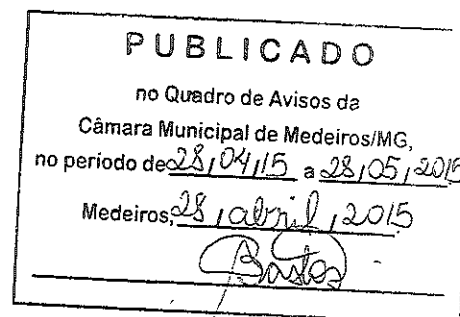 PUBLICADO
no Quadro de Avisos da
Câmara Municipal de Medeiros/MG,
no período de 28/04/15 a 28/05/2015
Medeiros, 28 / abril / 2015
Bastos